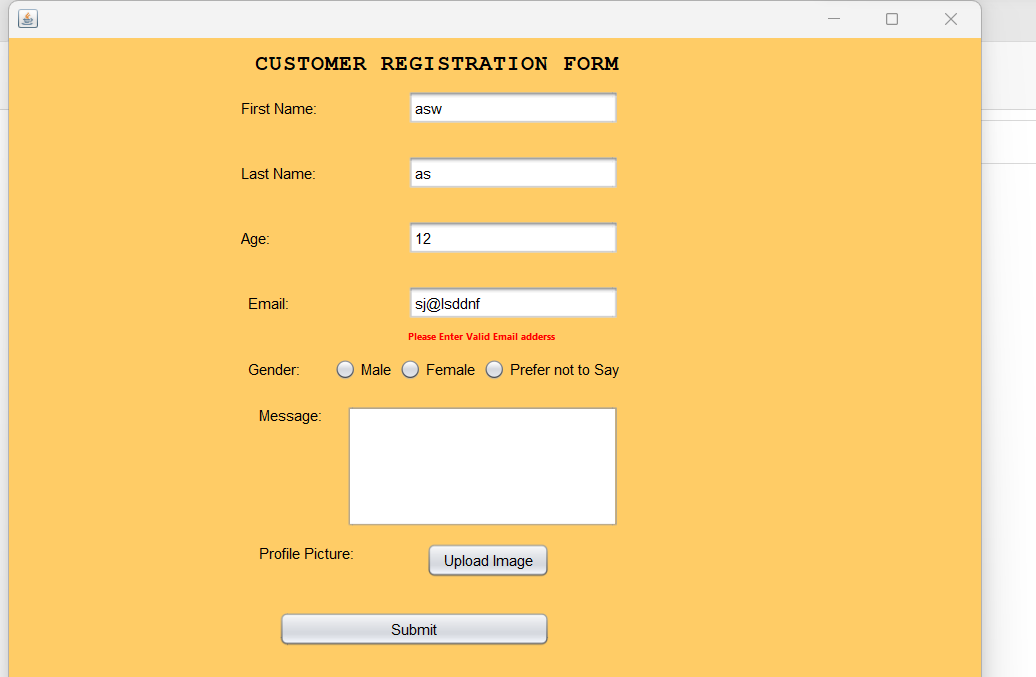 CUSTOMER REGISTRATION FORM
First Name: asw
Last Name: as
Age: 12
Email: sj@lsddnf
Please Enter Valid Email adderss
Gender: Male Female Prefer not to Say
Message:
Profile Picture: Upload Image
Submit